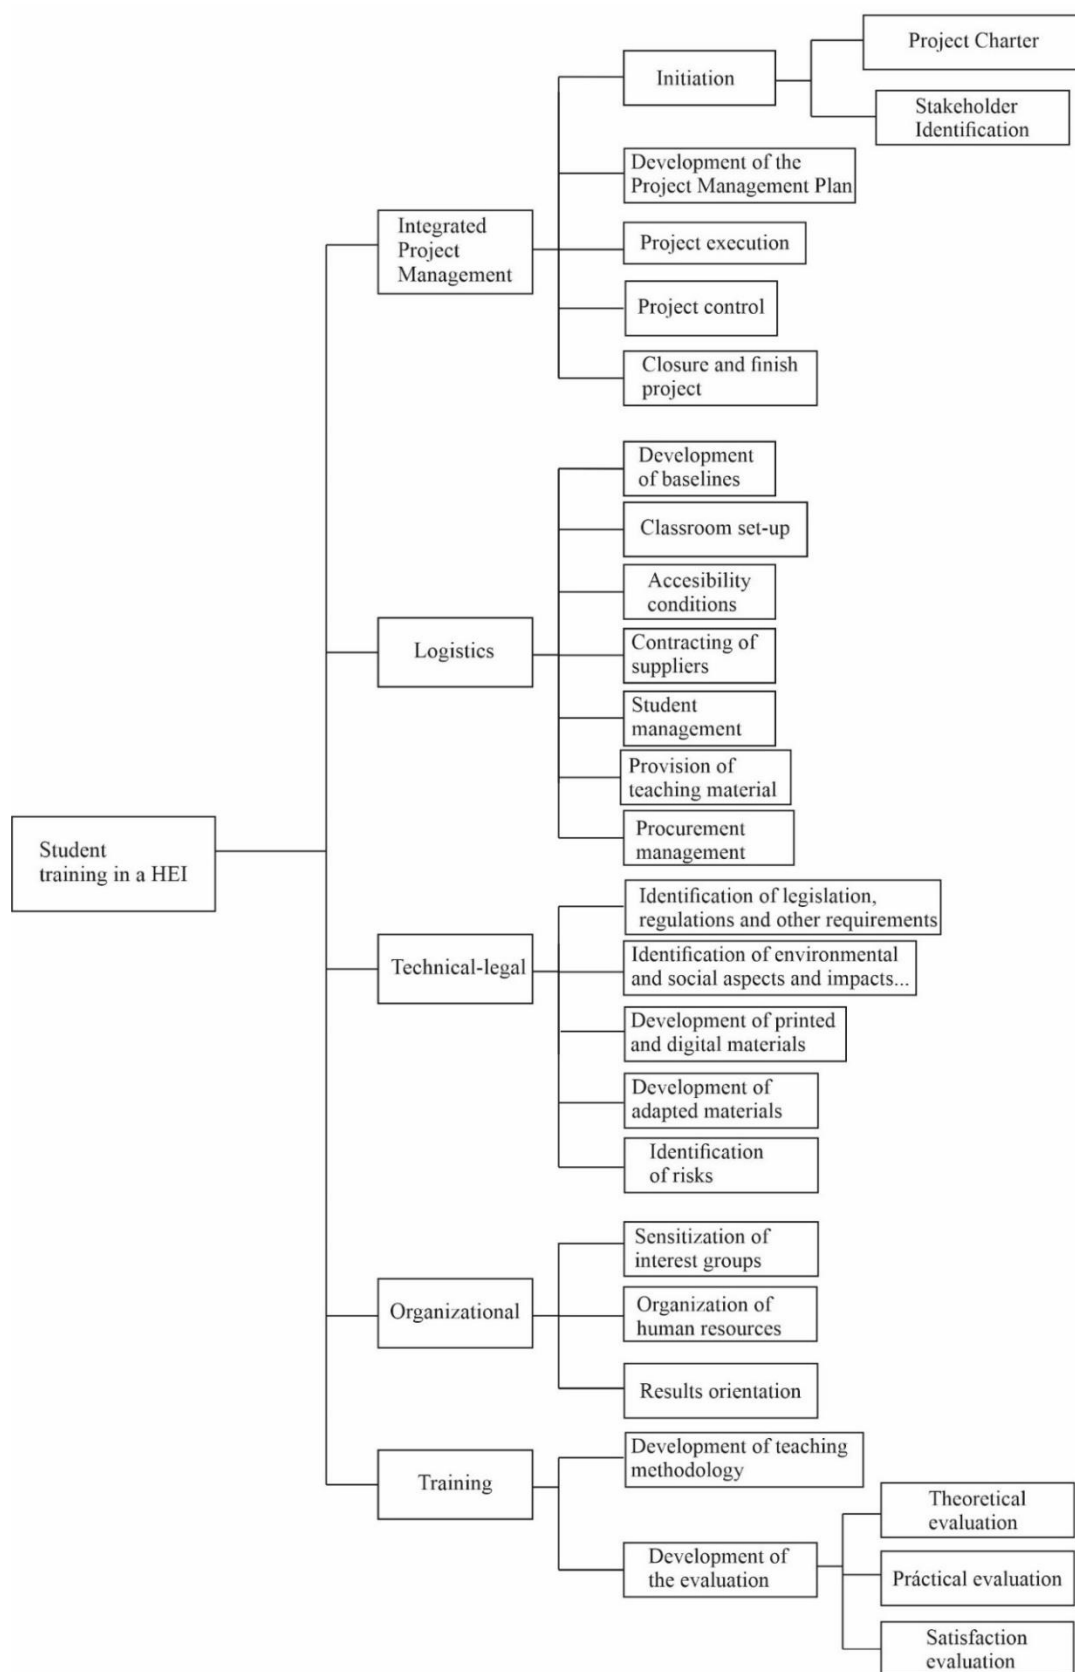 Project Charter
Initiation
Stakeholder
Identification
Development of the
Project Management Plan
Integrated
Project
Management
Project execution
Project control
Closure and finish
project
Development
of baselines
Classroom set-up
Accesibility
conditions
Logistics
Contracting of
suppliers
Student
management
Provision of
teaching material
Procurement
management
Student
training in a HEI
Identification of legislation,
regulations and other requirements
Technical-legal
Identification of environmental
and social aspects and impacts...
Development of printed
and digital materials
Development of
adapted materials
Identification
of risks
Sensitization of
interest groups
Organizational
Organization of
human resources
Results orientation
Development of teaching
methodology
Training
Theoretical
evaluation
Development of
the evaluation
Práctical evaluation
Satisfaction
evaluation